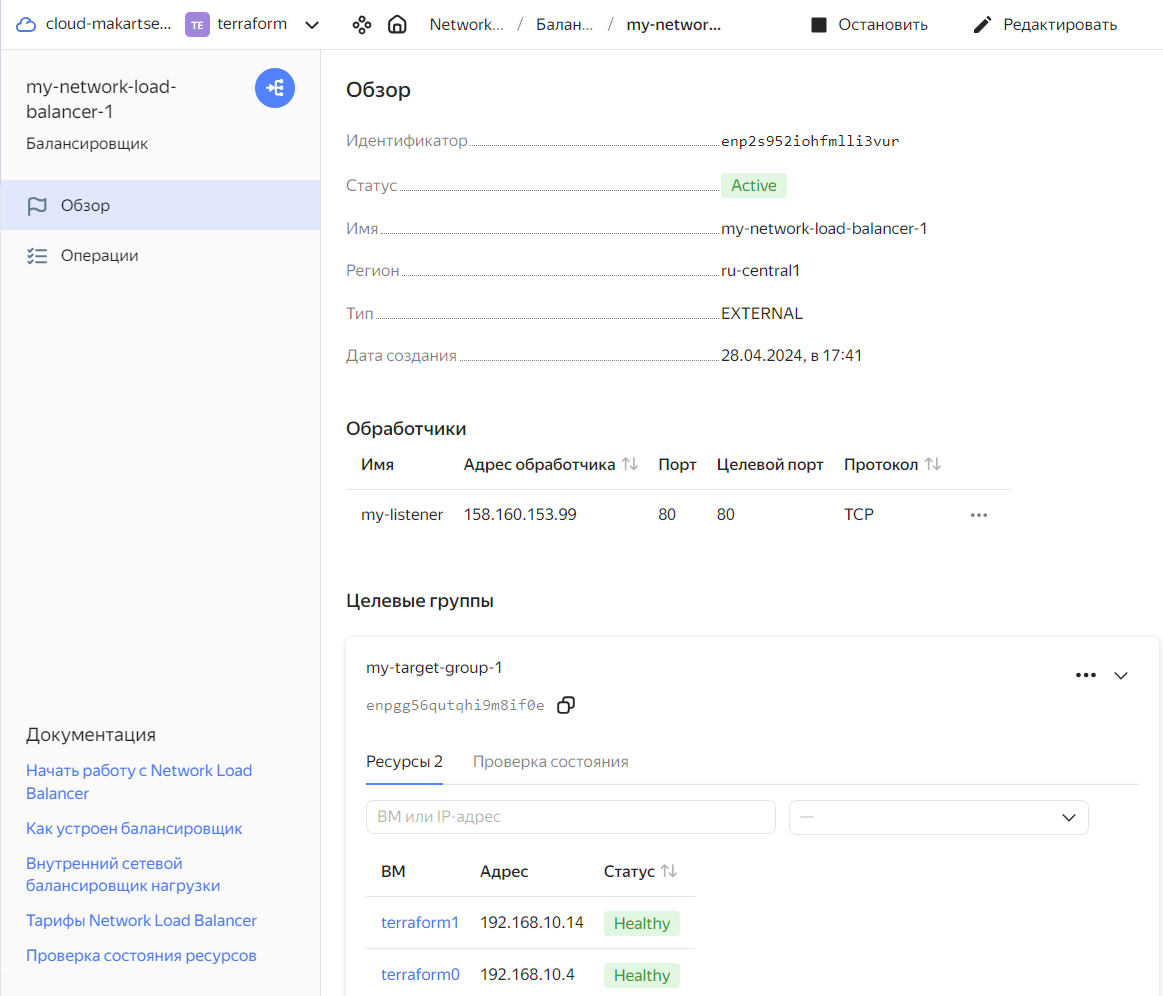 cloud-makartse... TE terraform Network... / Балан... / my-networ... Остановить Редактировать
my-network-load-
balancer-1
Балансировщик
Обзор
Операции
Документация
Начать работу с Network Load
Balancer
Как устроен балансировщик
Внутренний сетевой
балансировщик нагрузки
Тарифы Network Load Balancer
Проверка состояния ресурсов
Обзор
Идентификатор enp2s952iohfmlli3vur
Статус Active
Имя my-network-load-balancer-1
Регион ru-central1
Тип EXTERNAL
Дата создания 28.04.2024, в 17:41
Обработчики
Имя Адрес обработчика Порт Целевой порт Протокол
my-listener 158.160.153.99 80 80 TCP
Целевые группы
my-target-group-1
enpgg56qutqhi9m8if0e
Ресурсы 2 Проверка состояния
ВМ или IP-адрес —
ВМ Адрес Статус
terraform1 192.168.10.14 Healthy
terraform0 192.168.10.4 Healthy